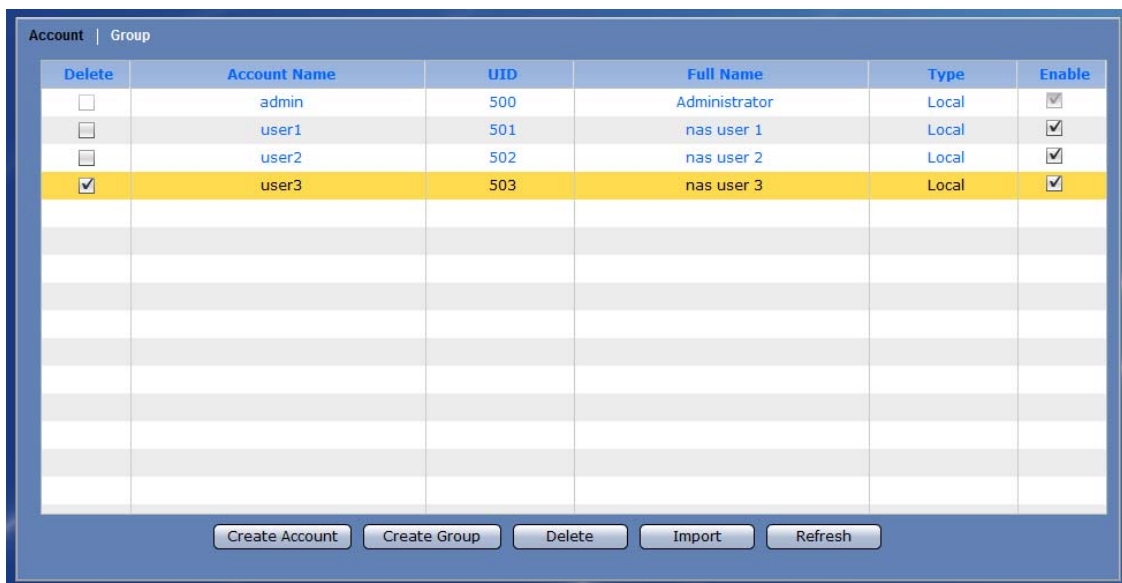 Account | Group
Delete Account Name UID Full Name Type Enable
admin 500 Administrator Local
user1 501 nas user 1 Local
user2 502 nas user 2 Local
user3 503 nas user 3 Local
Create Account Create Group Delete Import Refresh